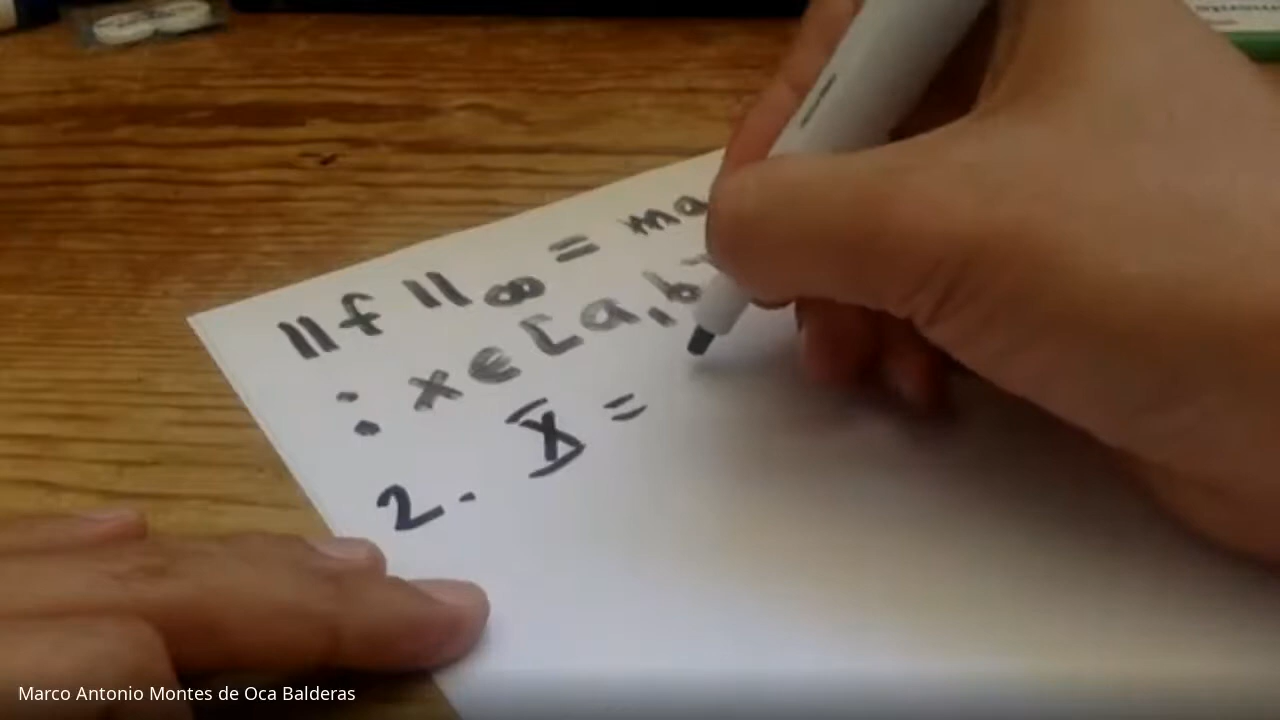 ||f||∞ = ma
: x ∈ [a,b
2. X =
Marco Antonio Montes de Oca Balderas